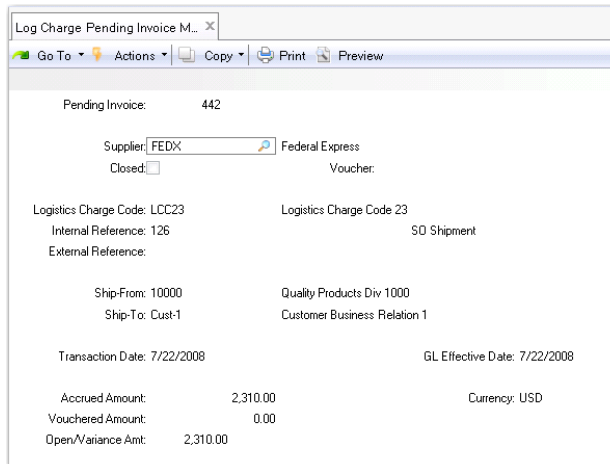 Log Charge Pending Invoice M... X
Go To Actions Copy Print Preview
Pending Invoice: 442
Supplier: FEDX Federal Express
Closed: Voucher:
Logistics Charge Code: LCC23 Logistics Charge Code 23
Internal Reference: 126 SO Shipment
External Reference:
Ship-From: 10000 Quality Products Div 1000
Ship-To: Cust-1 Customer Business Relation 1
Transaction Date: 7/22/2008 GL Effective Date: 7/22/2008
Accrued Amount: 2,310.00 Currency: USD
Vouchered Amount: 0.00
Open/Variance Amt: 2,310.00